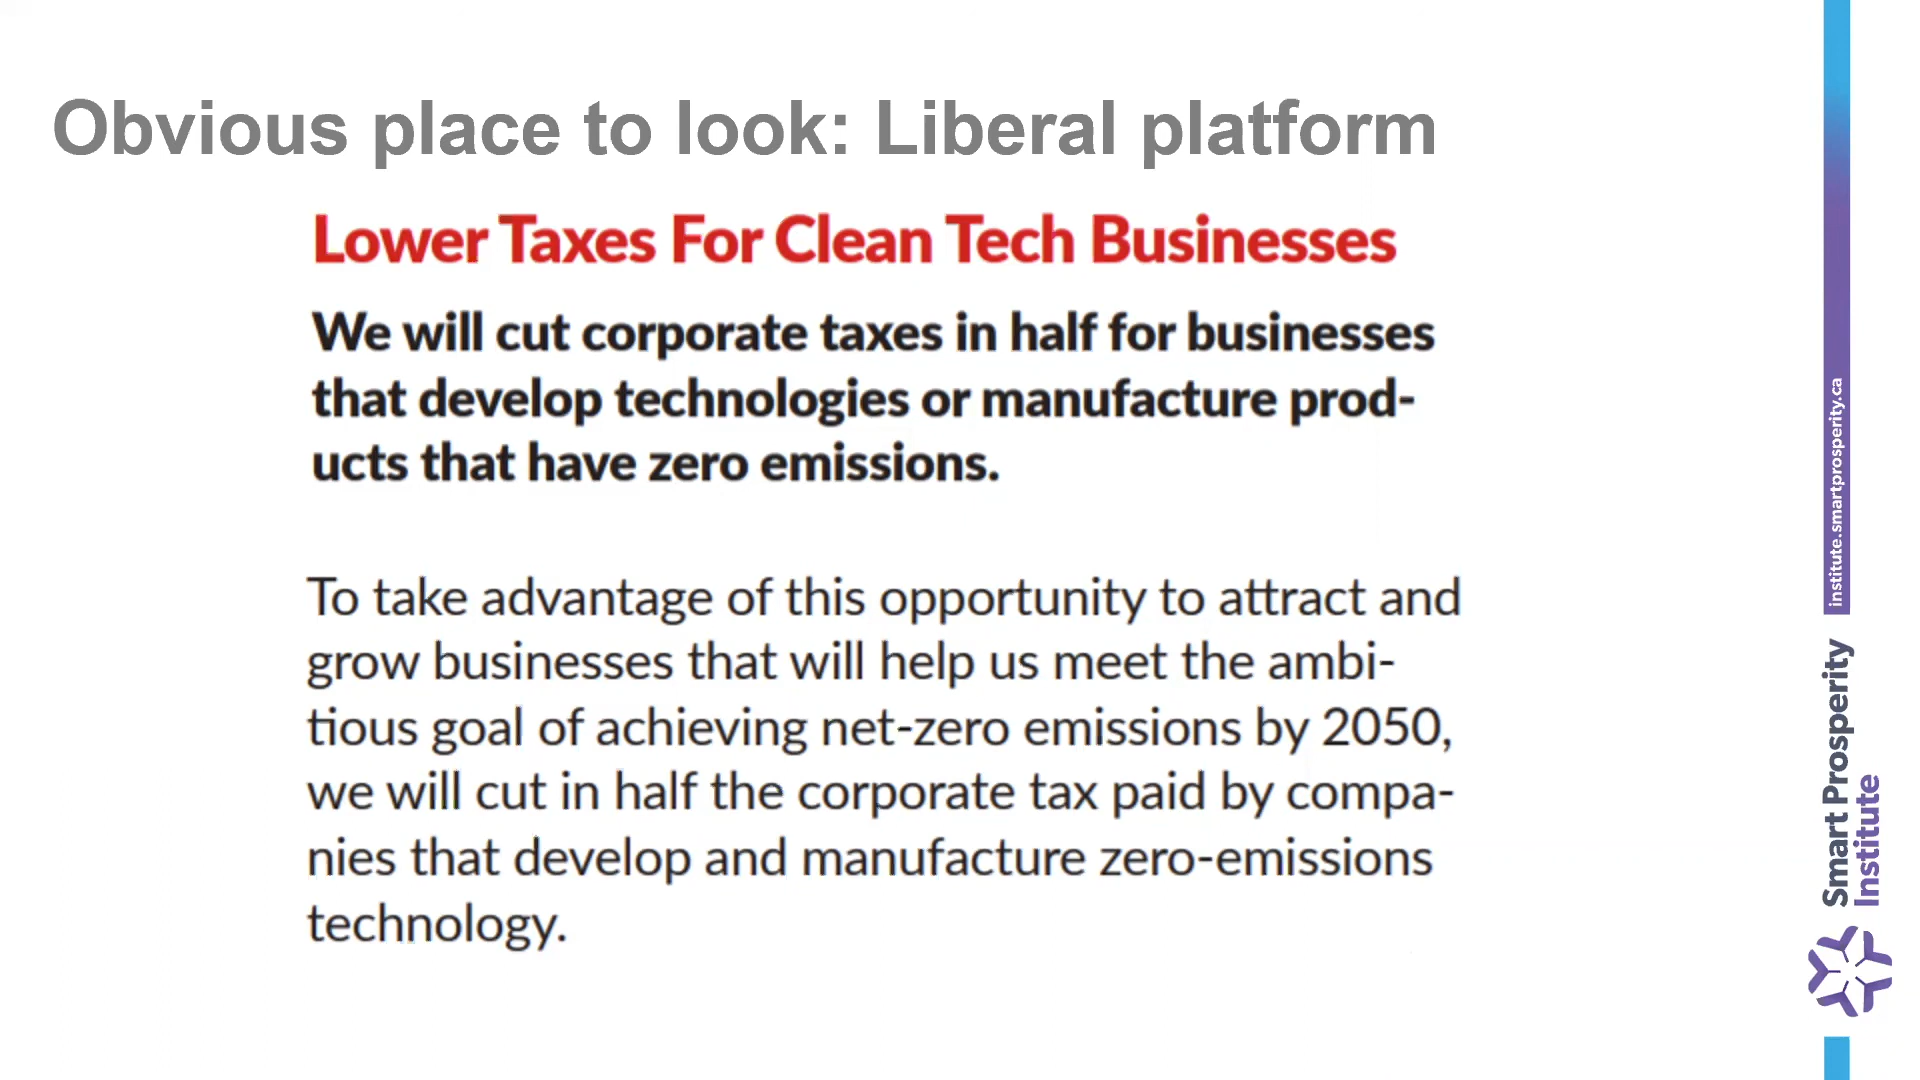 Obvious place to look: Liberal platform
Lower Taxes For Clean Tech Businesses
We will cut corporate taxes in half for businesses
that develop technologies or manufacture prod-
ucts that have zero emissions.
To take advantage of this opportunity to attract and
grow businesses that will help us meet the ambi-
tious goal of achieving net-zero emissions by 2050,
we will cut in half the corporate tax paid by compa-
nies that develop and manufacture zero-emissions
technology.
institute.smartprosperity.ca
Smart Prosperity
Institute